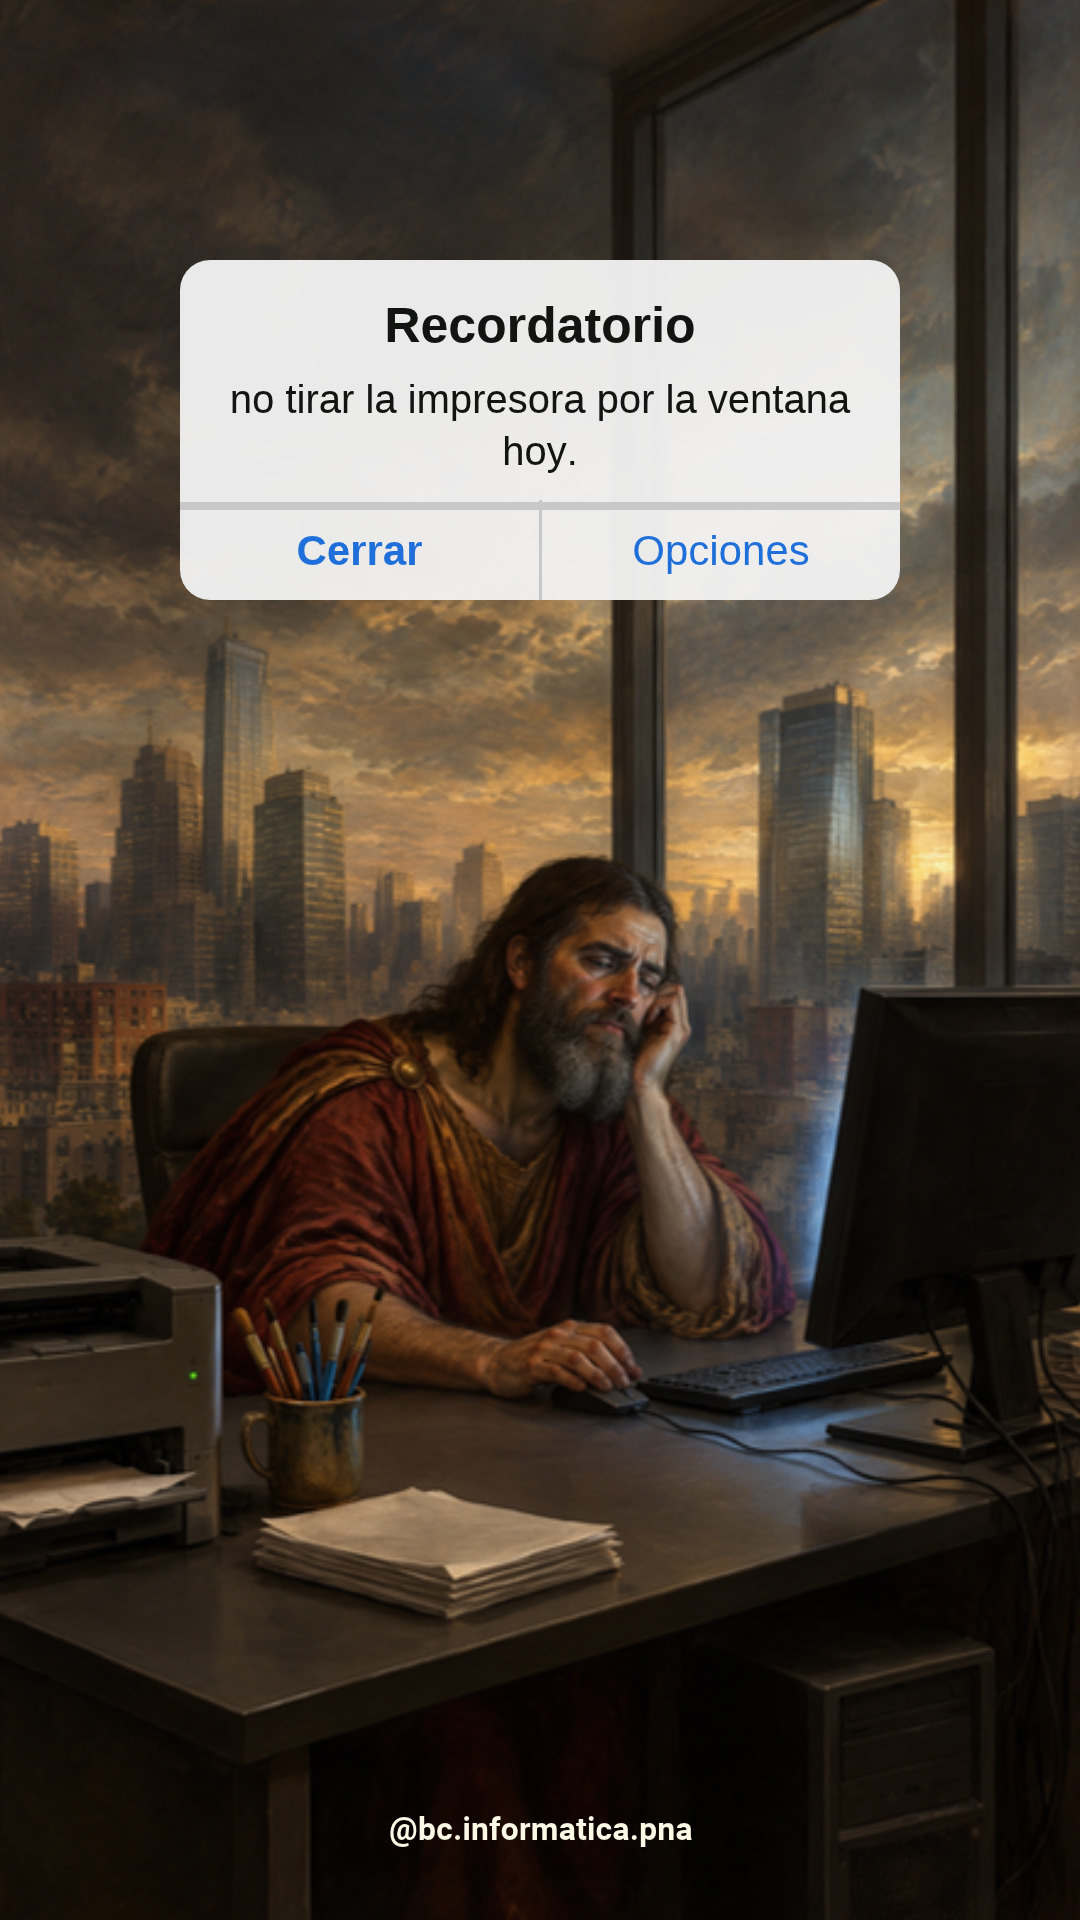 Recordatorio
no tirar la impresora por la ventana
hoy.
Cerrar
Opciones
@bc.informatica.pna